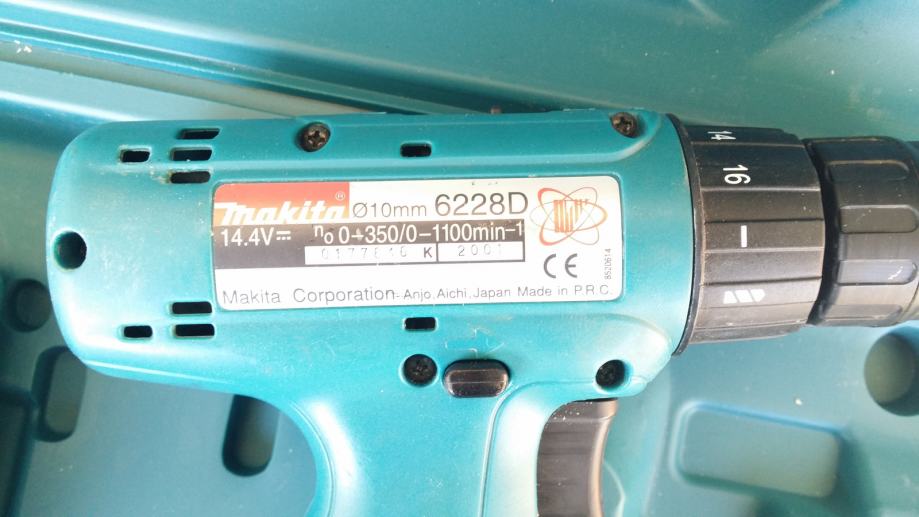 makita® Ø10mm 6228D
14.4V⎓ n₀ 0-350/0-1100min-1
K 2001
CE
8520614
Makita Corporation Anjo, Aichi, Japan Made in P.R.C.
14
16